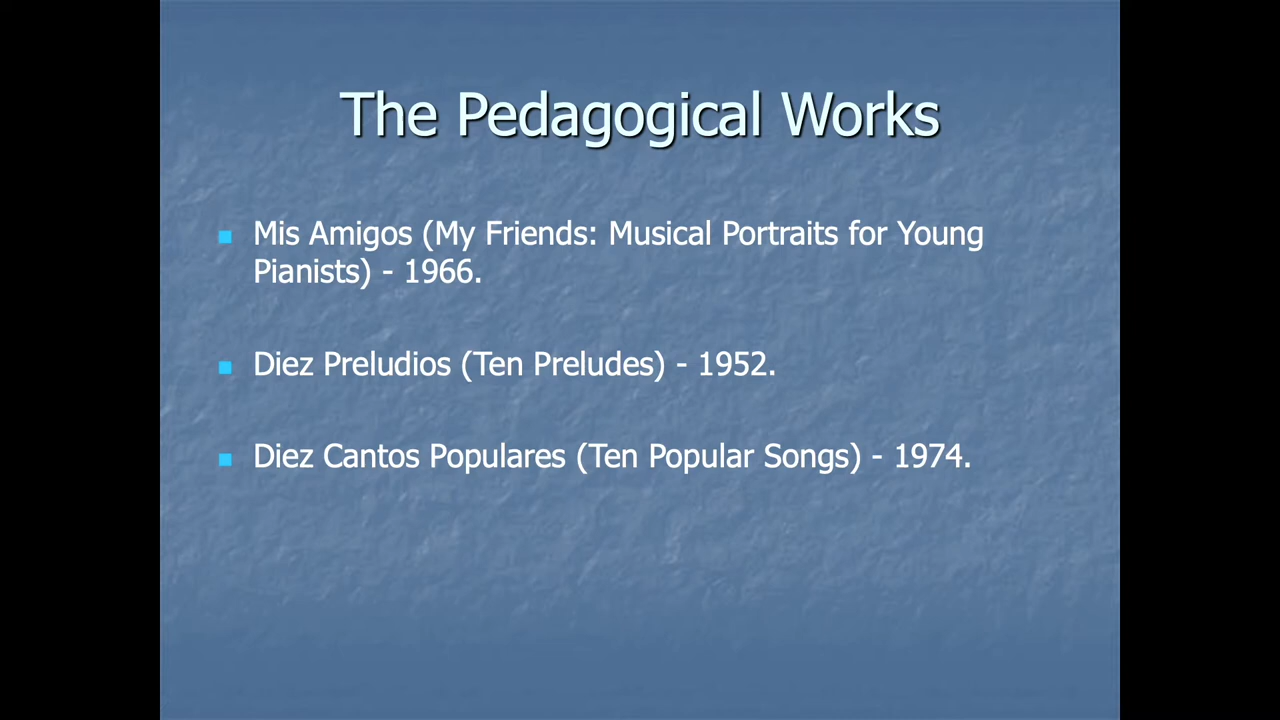 The Pedagogical Works
Mis Amigos (My Friends: Musical Portraits for Young
Pianists) - 1966.
Diez Preludios (Ten Preludes) - 1952.
Diez Cantos Populares (Ten Popular Songs) - 1974.